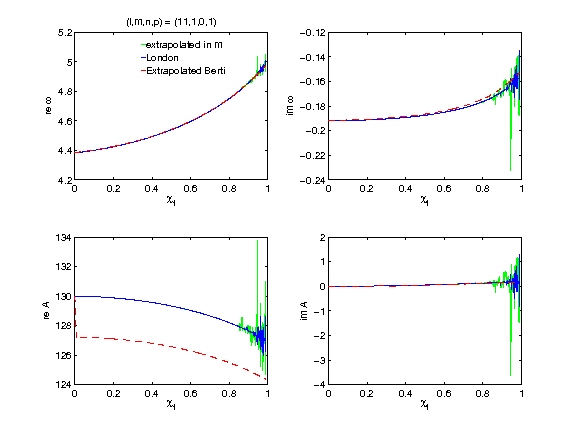 (l,m,n,p) = (11,1,0,1)
5.2
5
4.8
4.6
4.4
4.2
re ω
extrapolated in m
London
Extrapolated Berti
0 0.2 0.4 0.6 0.8 1
χf
−0.12
−0.14
−0.16
−0.18
−0.2
−0.22
−0.24
im ω
0 0.2 0.4 0.6 0.8 1
χf
134
132
130
128
126
124
re A
0 0.2 0.4 0.6 0.8 1
χf
2
1
0
−1
−2
−3
−4
im A
0 0.2 0.4 0.6 0.8 1
χf